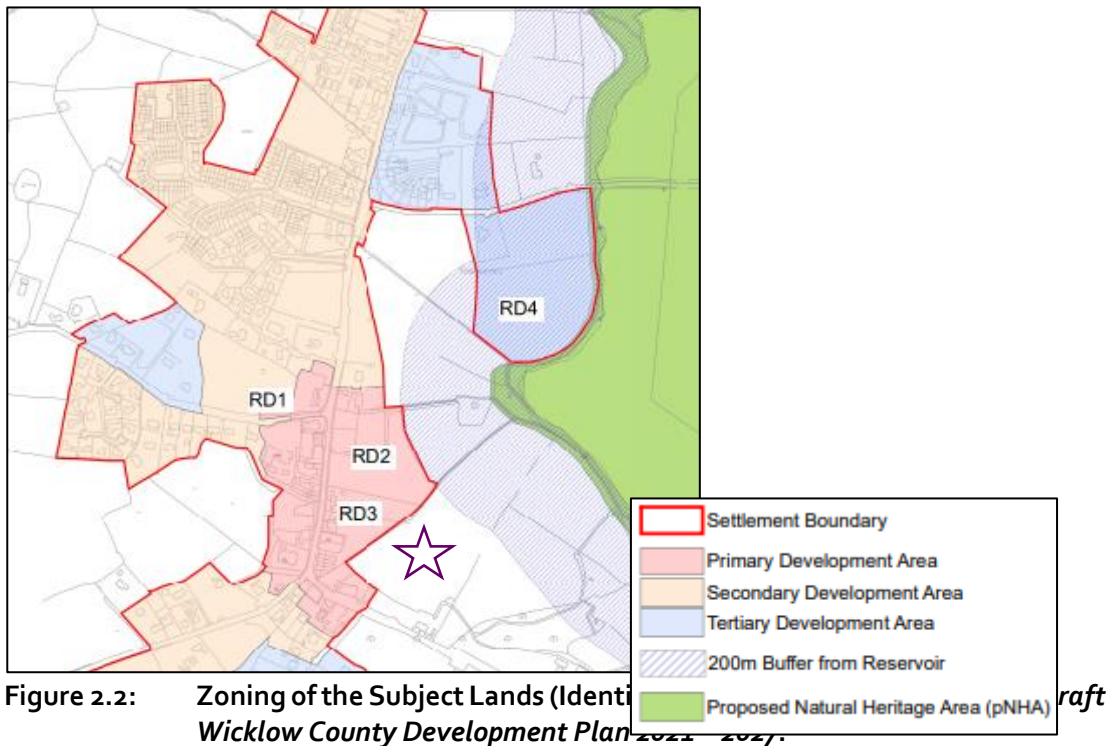 RD4
RD1
RD2
RD3
Settlement Boundary
Primary Development Area
Secondary Development Area
Tertiary Development Area
200m Buffer from Reservoir
Proposed Natural Heritage Area (pNHA)
Figure 2.2: Zoning of the Subject Lands (Identi raft
Wicklow County Development Plan